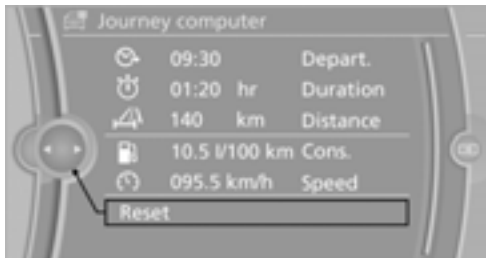 Journey computer
09:30 Depart.
01:20 hr Duration
140 km Distance
10.5 l/100 km Cons.
095.5 km/h Speed
Reset